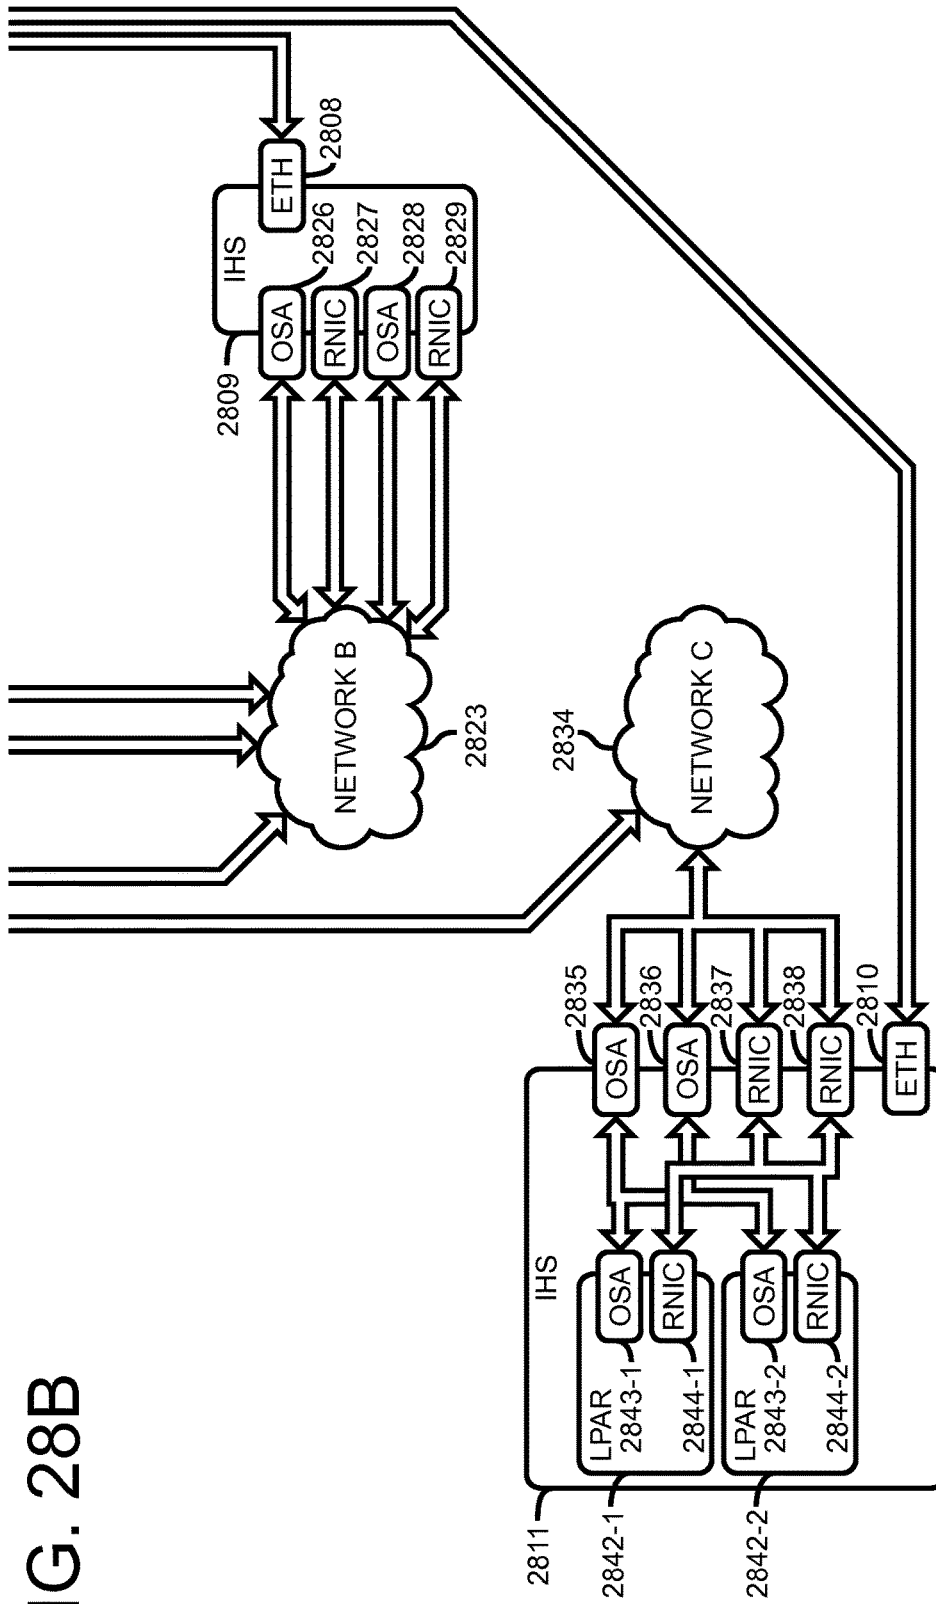 IG. 28B
2811
IHS
2842-1
LPAR
2843-1
OSA
2844-1
RNIC
2842-2
LPAR
2843-2
OSA
2844-2
RNIC
OSA
2835
OSA
2836
RNIC
2837
RNIC
2838
ETH
2810
NETWORK B
2823
2834
NETWORK C
2809
IHS
OSA
2826
RNIC
2827
OSA
2828
RNIC
2829
ETH
2808